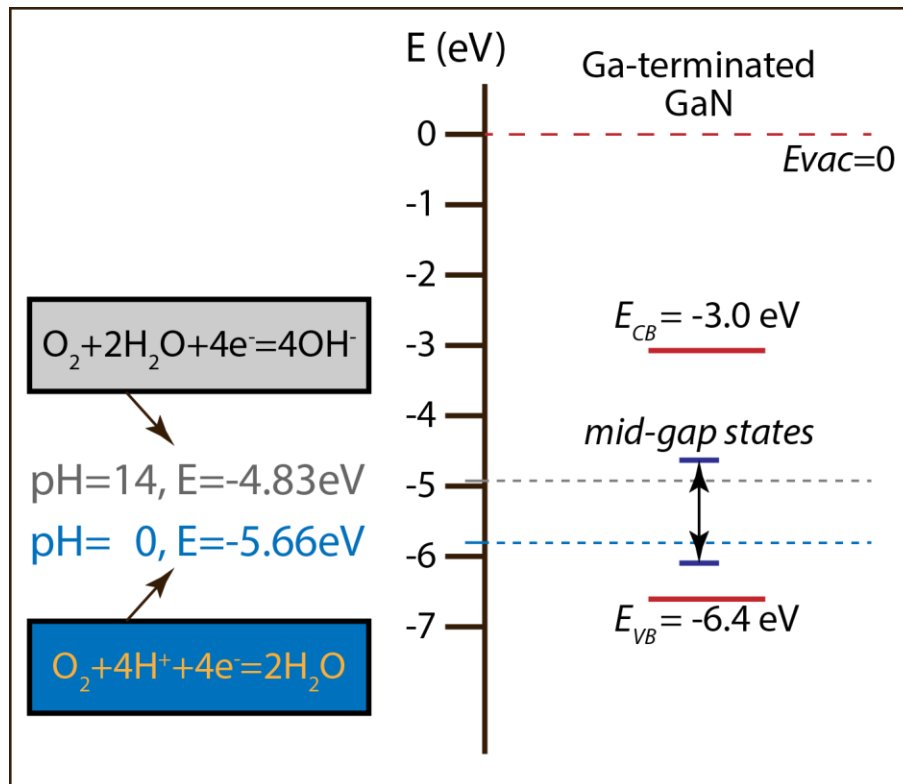 E (eV)
Ga-terminated
GaN
0
Evac=0
-1
-2
E_CB = -3.0 eV
-3
O₂+2H₂O+4e⁻=4OH⁻
-4
mid-gap states
pH=14, E=-4.83eV
-5
pH= 0, E=-5.66eV
-6
-7
E_VB = -6.4 eV
O₂+4H⁺+4e⁻=2H₂O